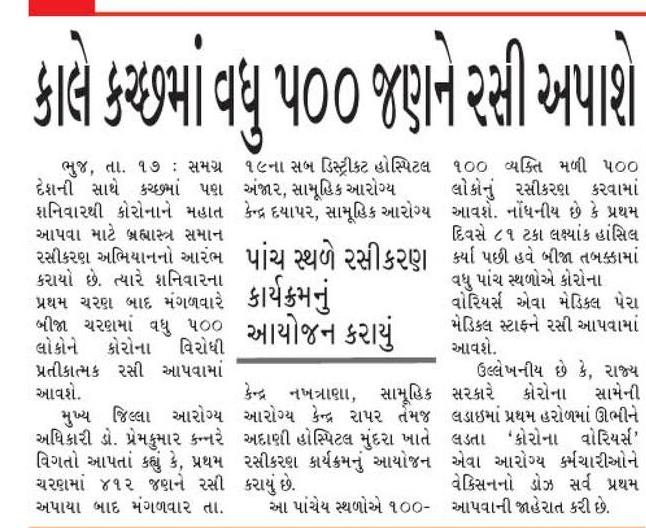 કાલે કચ્છમાં વધુ ૫૦૦ જણને રસી અપાશે
ભુજ, તા. ૧૭ : સમગ્ર
દેશની સાથે કચ્છમાં પણ
શનિવારથી કોરોનાને મહાત
આપવા માટે બ્રહ્માસ્ત્ર સમાન
રસીકરણ અભિયાનનો આરંભ
કરાયો છે. ત્યારે શનિવારના
પ્રથમ ચરણ બાદ મંગળવારે
બીજા ચરણમાં વધુ ૫૦૦
લોકોને કોરોના વિરોધી
પ્રતીકાત્મક રસી આપવામાં
આવશે.
મુખ્ય જિલ્લા આરોગ્ય
અધિકારી ડો. પ્રેમકુમાર કન્નરે
વિગતો આપતાં કહ્યું કે, પ્રથમ
ચરણમાં ૪૧૨ જણને રસી
અપાયા બાદ મંગળવાર તા.
૧૯ના સબ ડિસ્ટ્રીકટ હોસ્પિટલ
અંજાર, સામૂહિક આરોગ્ય
કેન્દ્ર દયાપર, સામૂહિક આરોગ્ય
પાંચ સ્થળે રસીકરણ
કાર્યક્રમનું
આયોજન કરાયું
કેન્દ્ર નખત્રાણા, સામૂહિક
આરોગ્ય કેન્દ્ર રાપર તેમજ
અદાણી હોસ્પિટલ મુંદરા ખાતે
રસીકરણ કાર્યક્રમનું આયોજન
કરાયું છે.
આ પાંચેય સ્થળોએ ૧૦૦-
૧૦૦ વ્યક્તિ મળી ૫૦૦
લોકોનું રસીકરણ કરવામાં
આવશે. નોંધનીય છે કે પ્રથમ
દિવસે ૮૧ ટકા લક્ષ્યાંક હાંસિલ
કર્યા પછી હવે બીજા તબક્કામાં
વધુ પાંચ સ્થળોએ કોરોના
વોરિયર્સ એવા મેડિકલ પેરા
મેડિકલ સ્ટાફને રસી આપવામાં
આવશે.
ઉલ્લેખનીય છે કે, રાજ્ય
સરકારે કોરોના સામેની
લડાઇમાં પ્રથમ હરોળમાં ઊભીને
લડતા 'કોરોના વોરિયર્સ'
એવા આરોગ્ય કર્મચારીઓને
વેક્સિનનો ડોઝ સર્વ પ્રથમ
આપવાની જાહેરાત કરી છે.